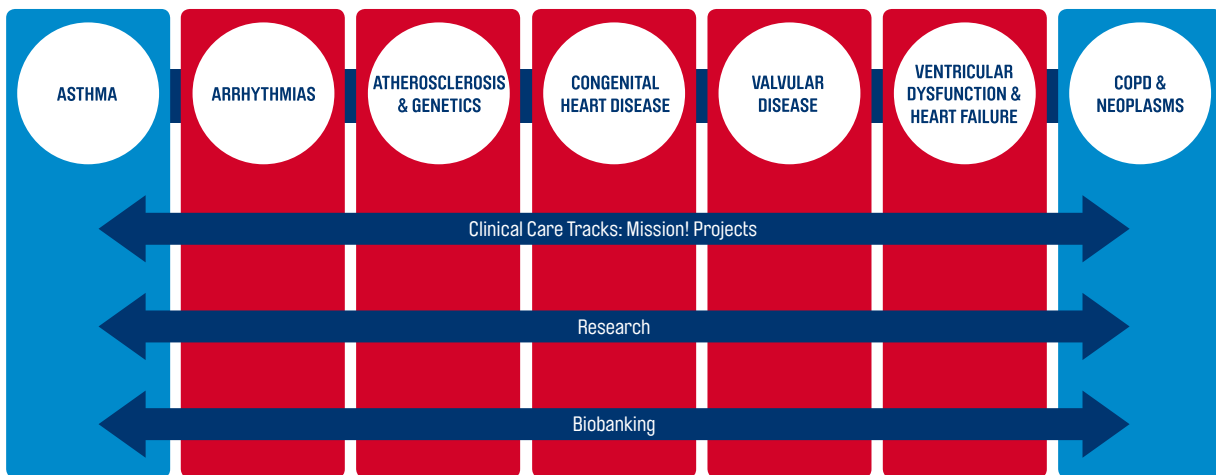 ASTHMA
ARRHYTHMIAS
ATHEROSCLEROSIS
& GENETICS
CONGENITAL
HEART DISEASE
VALVULAR
DISEASE
VENTRICULAR
DYSFUNCTION &
HEART FAILURE
COPD &
NEOPLASMS
Clinical Care Tracks: Mission! Projects
Research
Biobanking